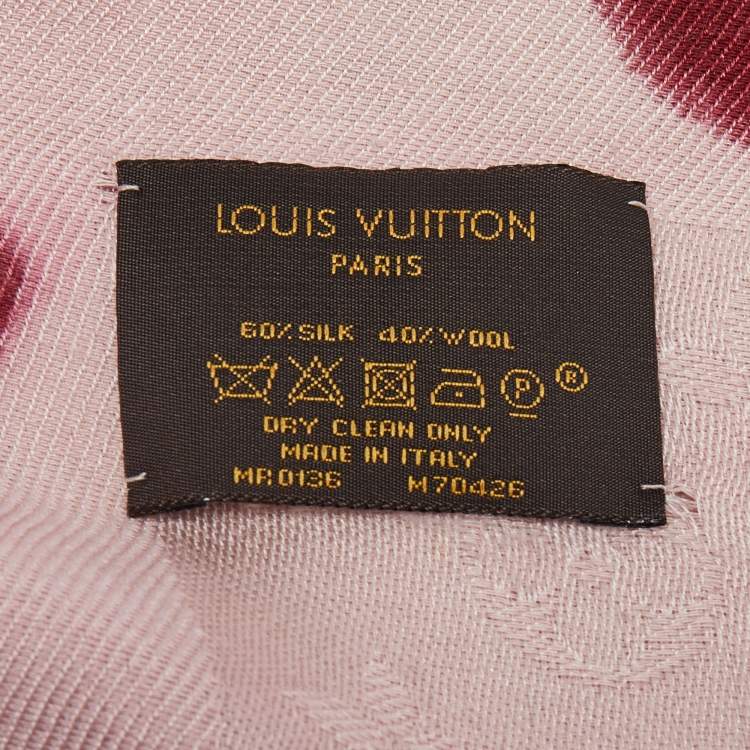 LOUIS VUITTON
PARIS
60% SILK 40% WOOL
P ®
DRY CLEAN ONLY
MADE IN ITALY
MR0136 M70426